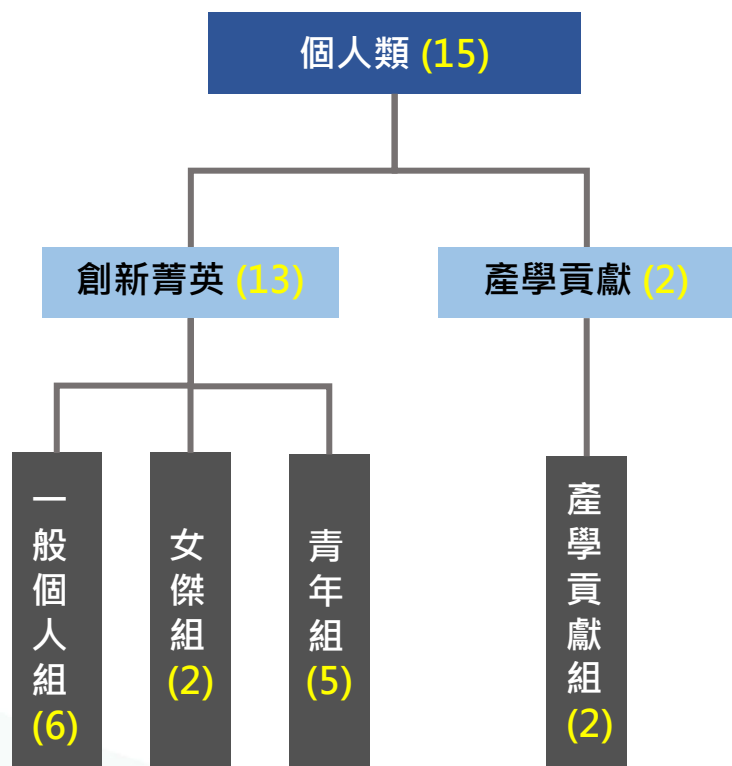 個人類 (15)
創新菁英 (13)
產學貢獻 (2)
一般個人組 (6)
女傑組 (2)
青年組 (5)
產學貢獻組 (2)